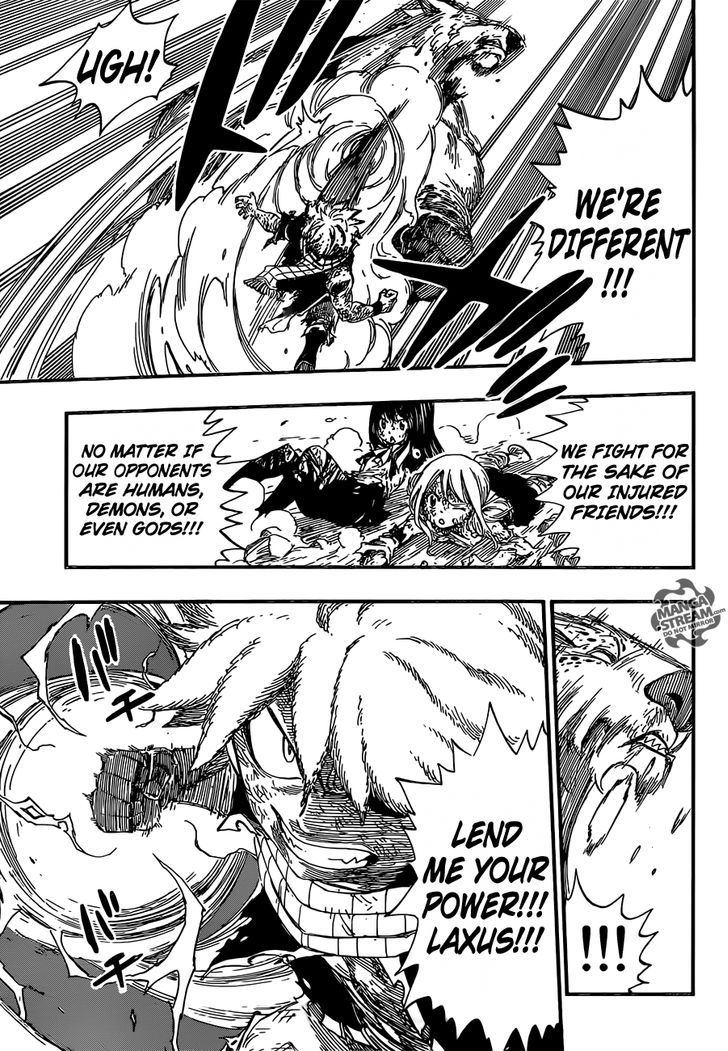 UGH!
WE'RE
DIFFERENT
!!!
WE FIGHT FOR
THE SAKE OF
OUR INJURED
FRIENDS!!!
NO MATTER IF
OUR OPPONENTS
ARE HUMANS,
DEMONS, OR
EVEN GODS!!!
MANGA
STREAM.com
DO NOT MIRROR
!!!
LEND
ME YOUR
POWER!!!
LAXUS!!!